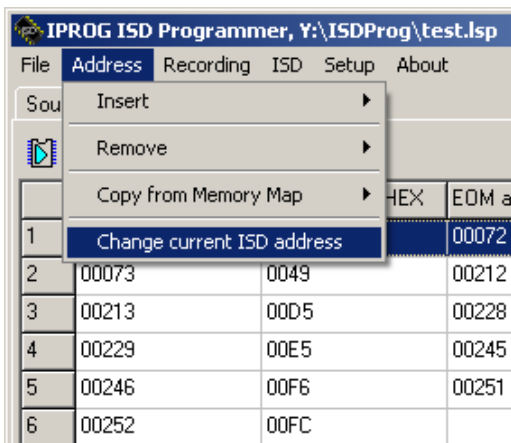 IPROG ISD Programmer, Y:\ISDProg\test.lsp
File Address Recording ISD Setup About
Sou
Insert
Remove
Copy from Memory Map
HEX EOM a
Change current ISD address
1 00072
2 00073 0049 00212
3 00213 00D5 00228
4 00229 00E5 00245
5 00246 00F6 00251
6 00252 00FC